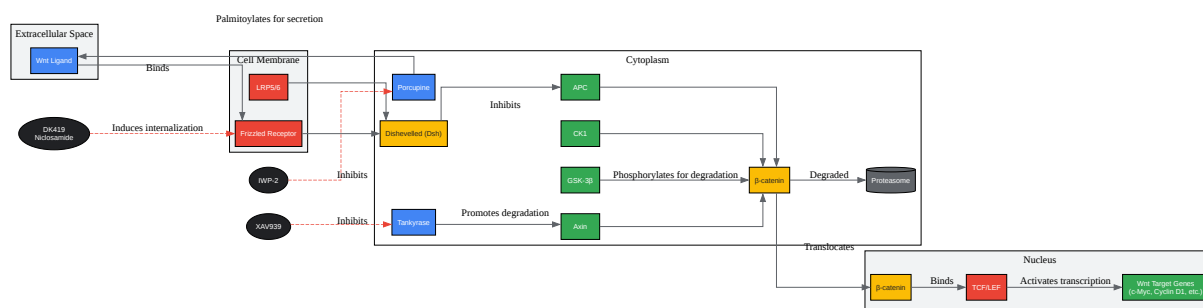 Palmitoylates for secretion
Extracellular Space
Wnt Ligand
Binds
Cell Membrane
LRP5/6
Frizzled Receptor
DK419
Niclosamide
Induces internalization
IWP-2
Inhibits
XAV939
Inhibits
Cytoplasm
Porcupine
Dishevelled (Dsh)
Inhibits
APC
CK1
GSK-3β
Phosphorylates for degradation
β-catenin
Degraded
Proteasome
Tankyrase
Promotes degradation
Axin
Translocates
Nucleus
β-catenin
Binds
TCF/LEF
Activates transcription
Wnt Target Genes
(c-Myc, Cyclin D1, etc.)